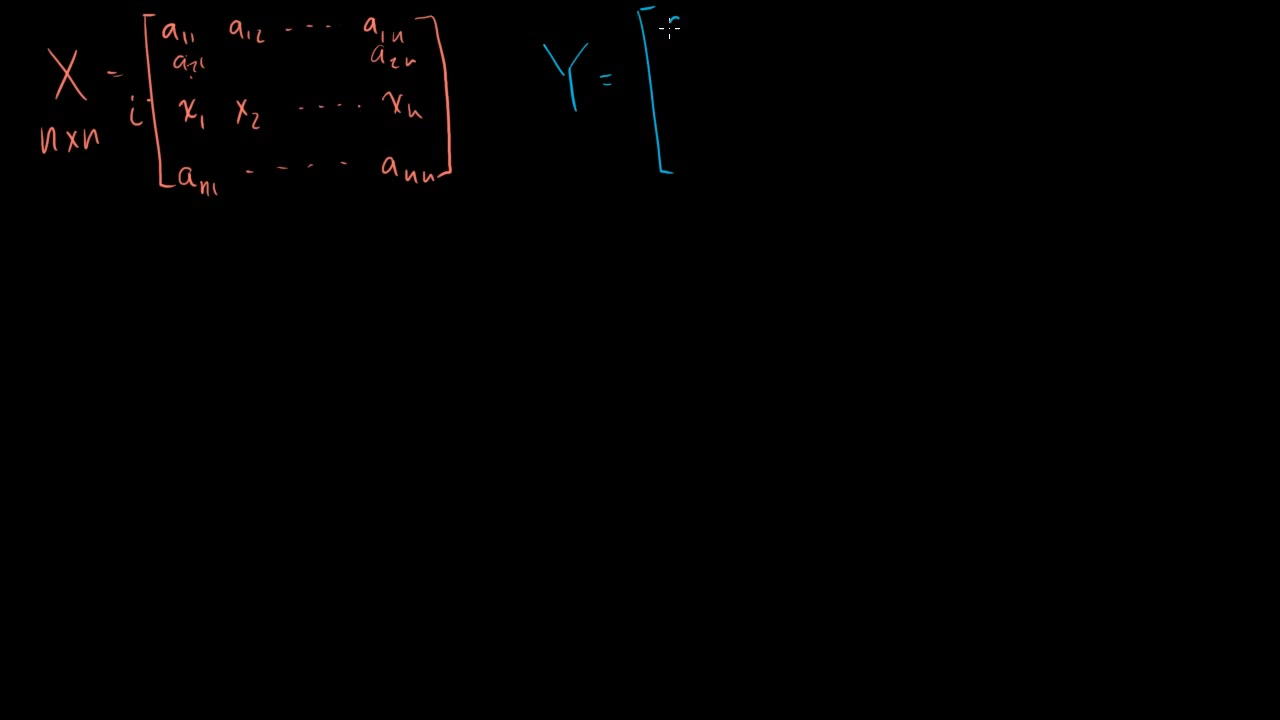 X = [ a₁₁ a₁₂ ---- a₁ₙ ] Y = [
a₂₁ a₂ₙ
i x₁ x₂ ..... xₙ
n×n
aₙ₁ - - - - - aₙₙ